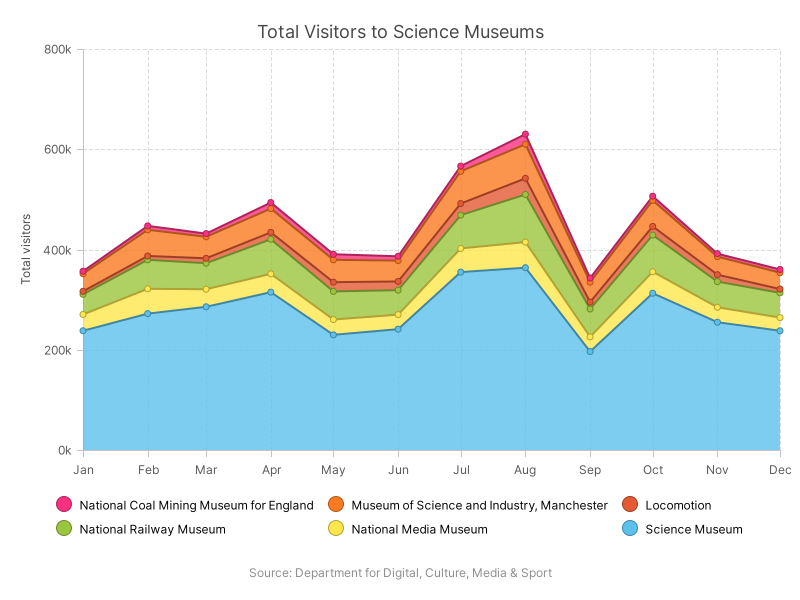 Total Visitors to Science Museums
800k
600k
400k
200k
0k
Total visitors
Jan Feb Mar Apr May Jun Jul Aug Sep Oct Nov Dec
National Coal Mining Museum for England Museum of Science and Industry, Manchester Locomotion
National Railway Museum National Media Museum Science Museum
Source: Department for Digital, Culture, Media & Sport